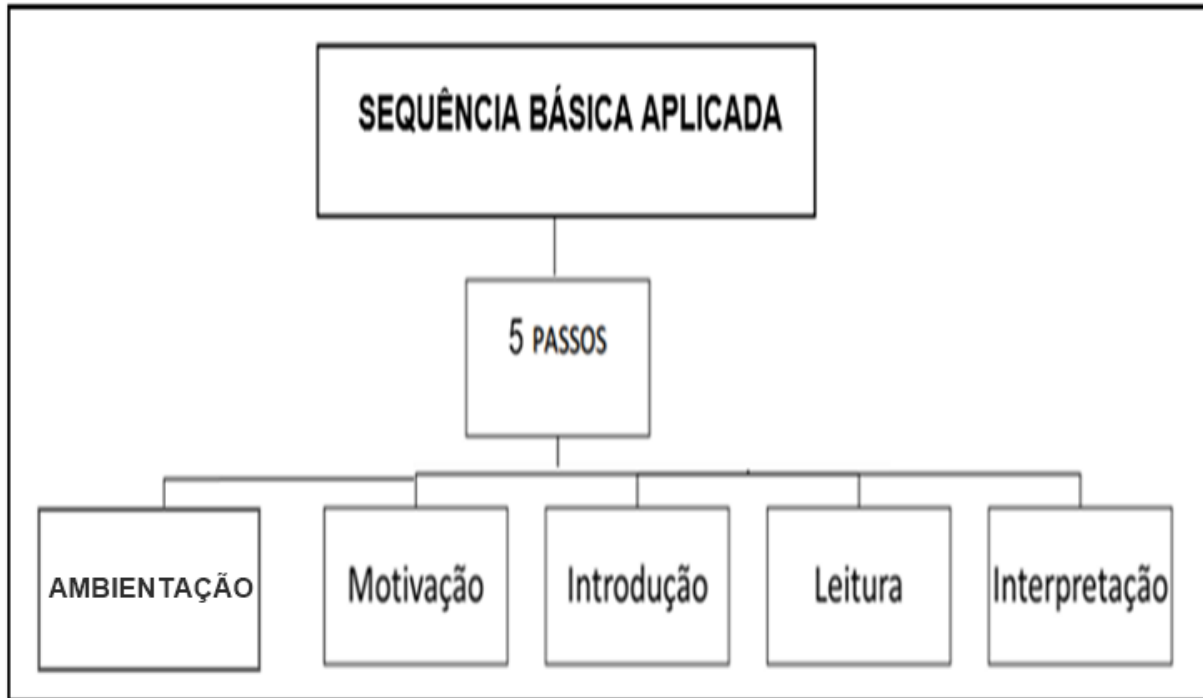 SEQUÊNCIA BÁSICA APLICADA
5 PASSOS
AMBIENTAÇÃO
Motivação
Introdução
Leitura
Interpretação